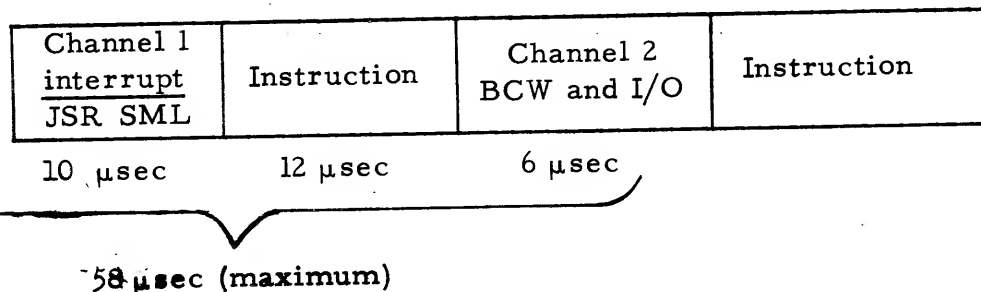 Channel 1
interrupt
JSR SML
Instruction
Channel 2
BCW and I/O
Instruction
10 μsec
12 μsec
6 μsec
58 μsec (maximum)